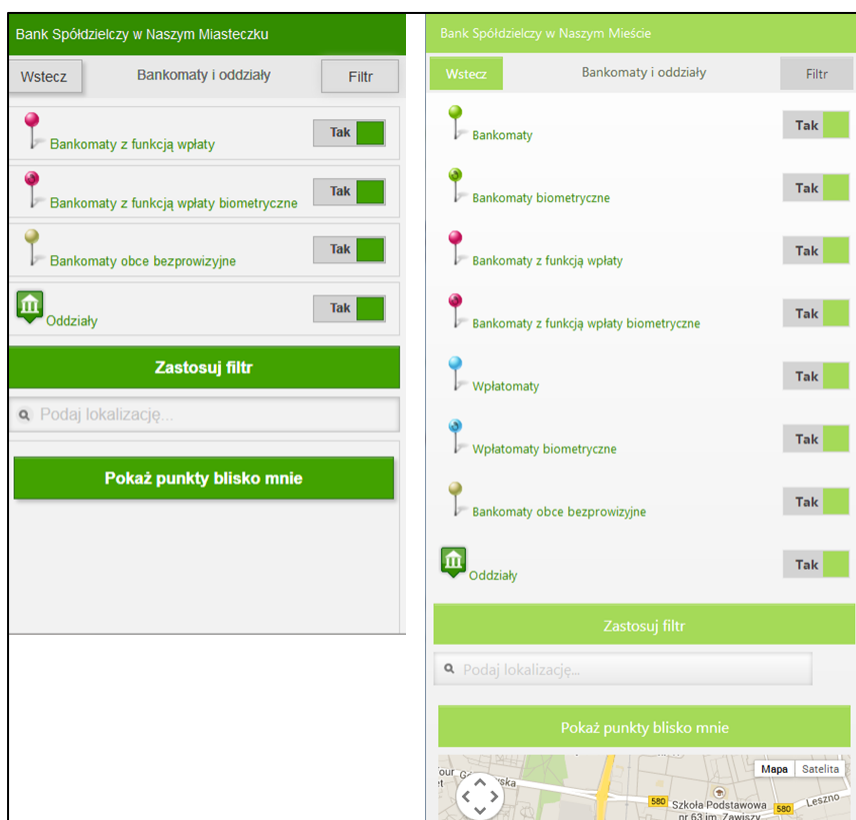 Bank Spółdzielczy w Naszym Miasteczku
Wstecz Bankomaty i oddziały Filtr
Bankomaty z funkcją wpłaty Tak
Bankomaty z funkcją wpłaty biometryczne Tak
Bankomaty obce bezprowizyjne Tak
Oddziały Tak
Zastosuj filtr
Podaj lokalizację...
Pokaż punkty blisko mnie
Bank Spółdzielczy w Naszym Mieście
Wstecz Bankomaty i oddziały Filtr
Bankomaty Tak
Bankomaty biometryczne Tak
Bankomaty z funkcją wpłaty Tak
Bankomaty z funkcją wpłaty biometryczne Tak
Wpłatomaty Tak
Wpłatomaty biometryczne Tak
Bankomaty obce bezprowizyjne Tak
Oddziały Tak
Zastosuj filtr
Podaj lokalizację...
Pokaż punkty blisko mnie
Mapa Satelita
580 Szkoła Podstawowa 580 Leszno
nr 63 im. Zawiszy